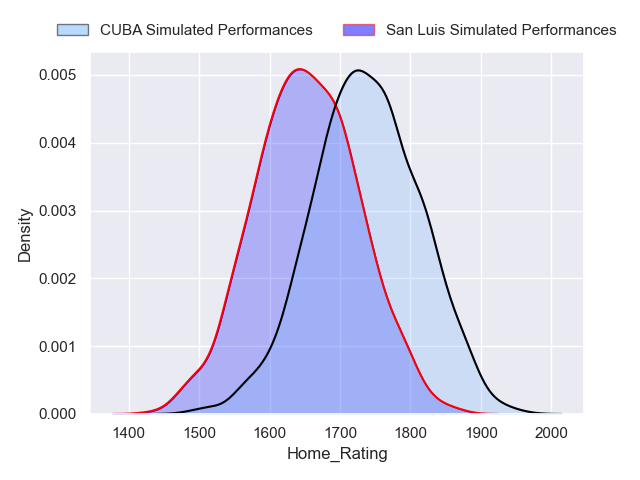 CUBA Simulated Performances San Luis Simulated Performances
0.005
0.004
0.003
0.002
0.001
0.000
Density
1400 1500 1600 1700 1800 1900 2000
Home_Rating